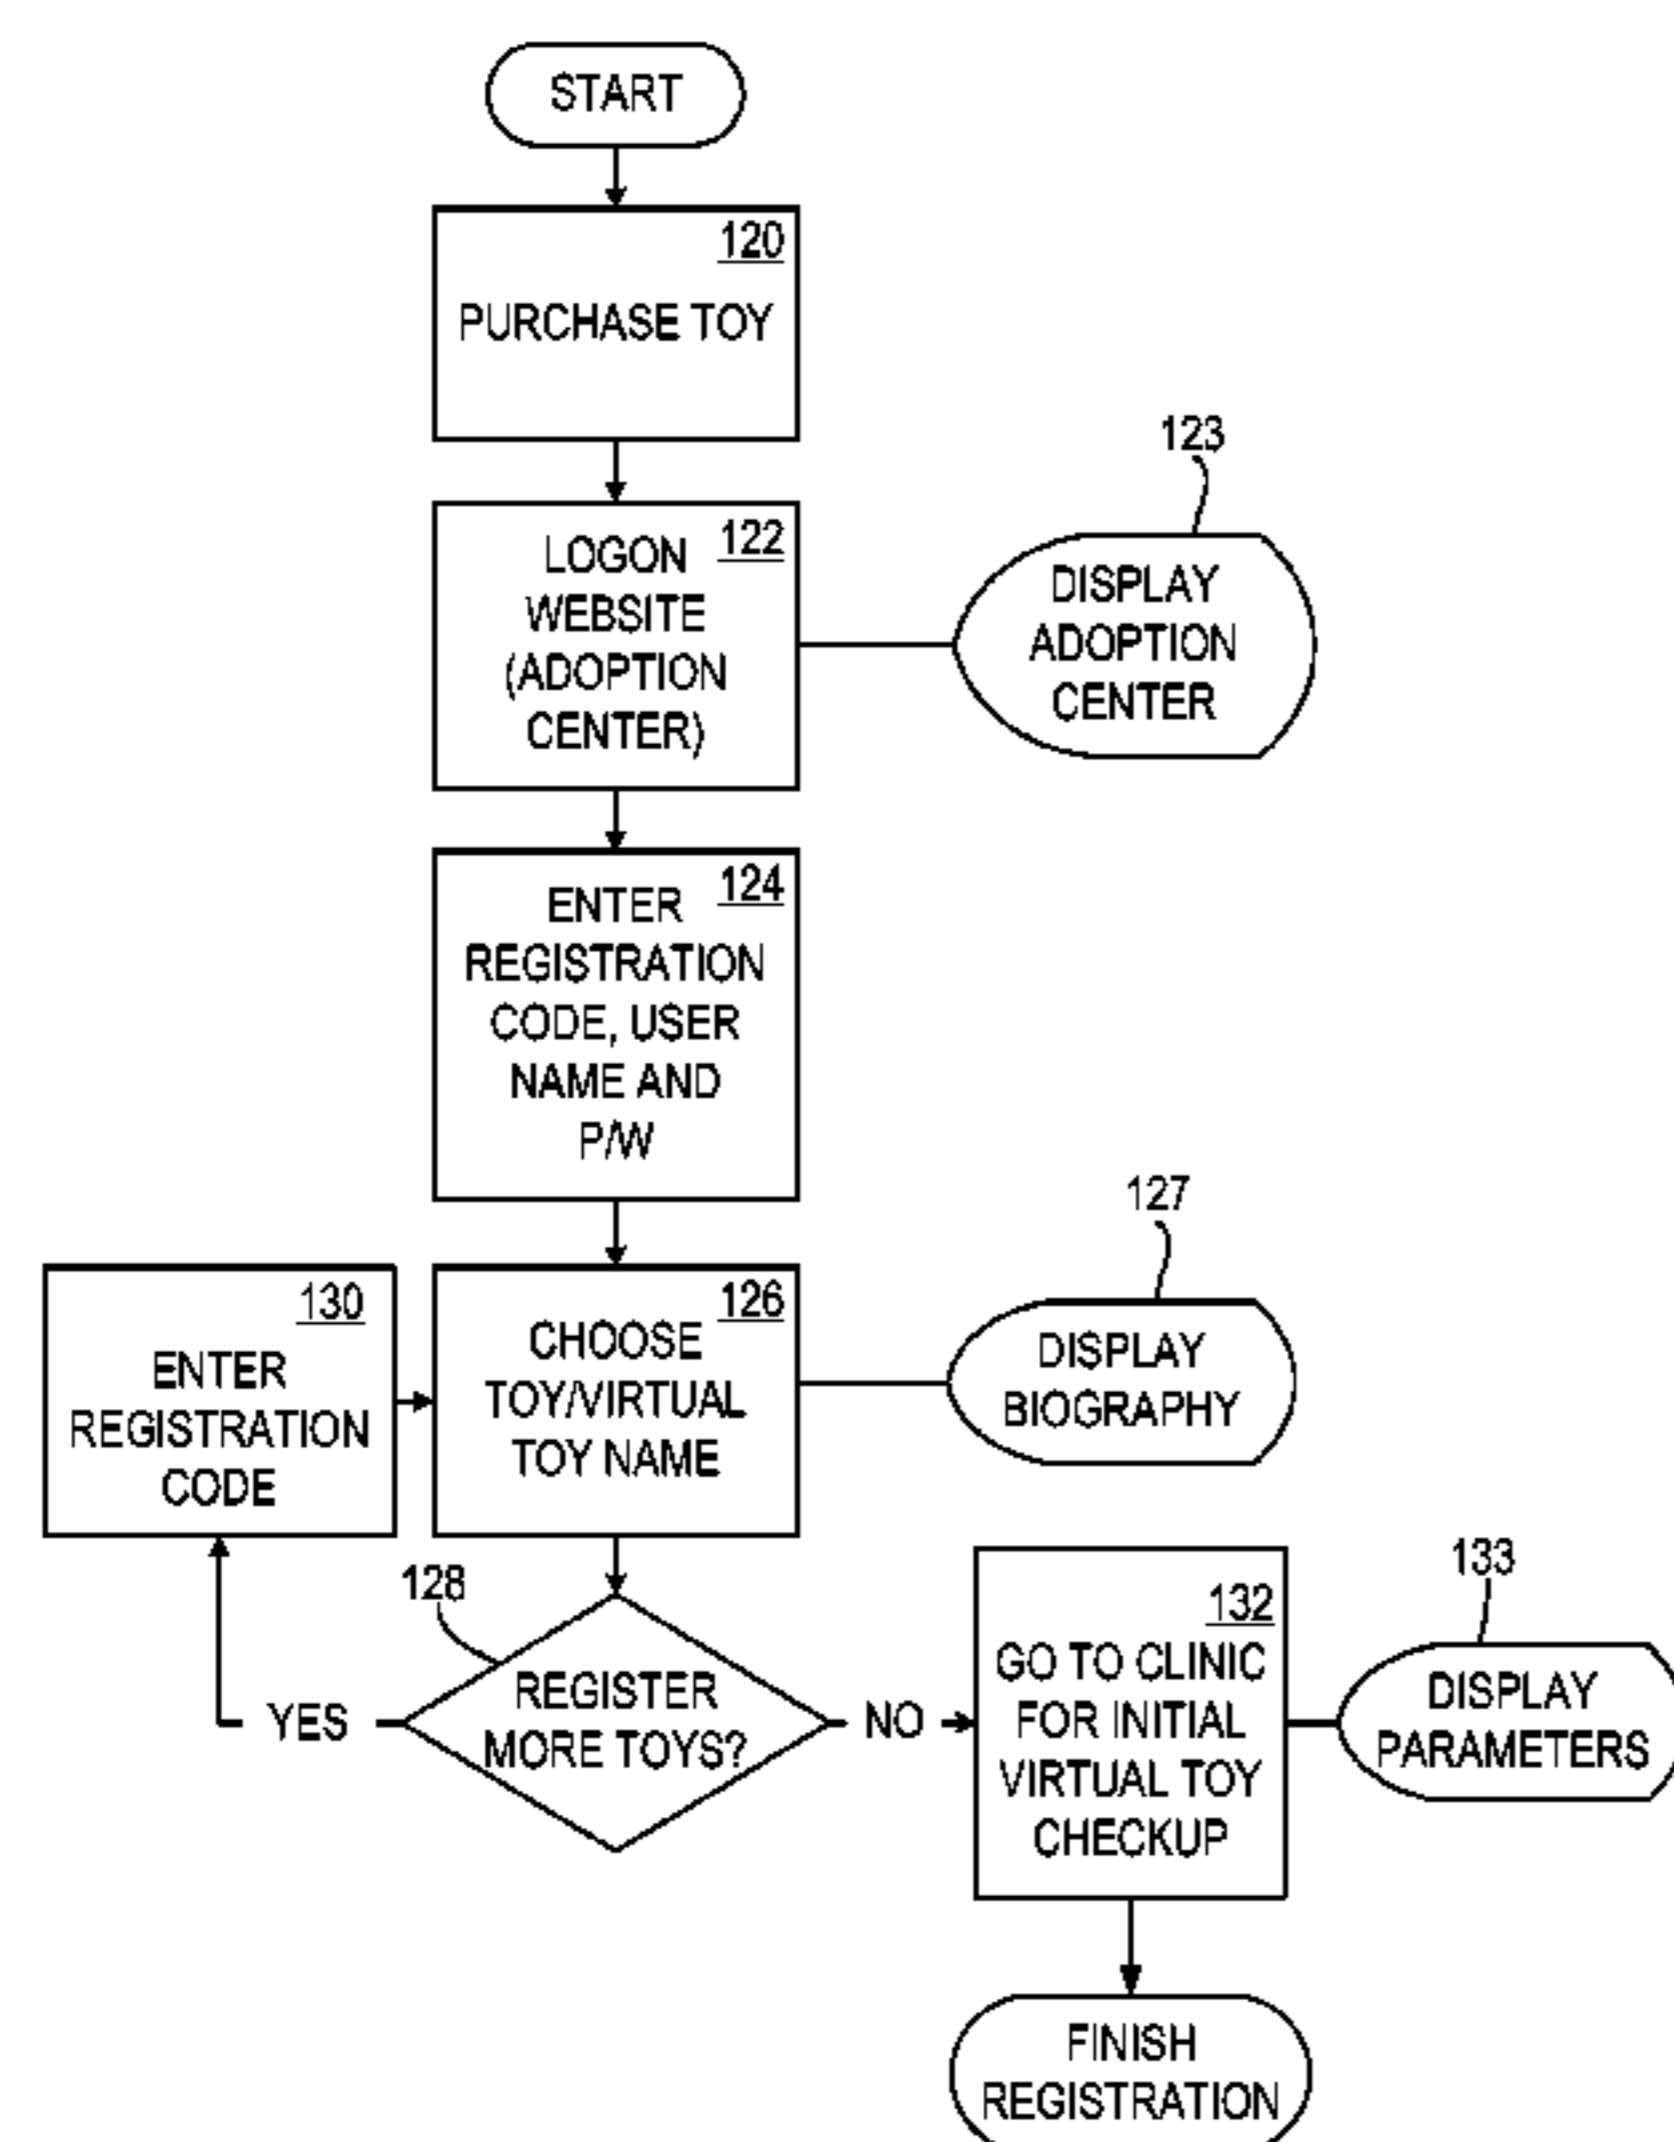 START
120
PURCHASE TOY
123
122
LOGON
WEBSITE
(ADOPTION
CENTER)
DISPLAY
ADOPTION
CENTER
124
ENTER
REGISTRATION
CODE, USER
NAME AND
P/W
127
130
ENTER
REGISTRATION
CODE
126
CHOOSE
TOY/VIRTUAL
TOY NAME
DISPLAY
BIOGRAPHY
128
REGISTER
MORE TOYS?
YES
NO
132
GO TO CLINIC
FOR INITIAL
VIRTUAL TOY
CHECKUP
133
DISPLAY
PARAMETERS
FINISH
REGISTRATION